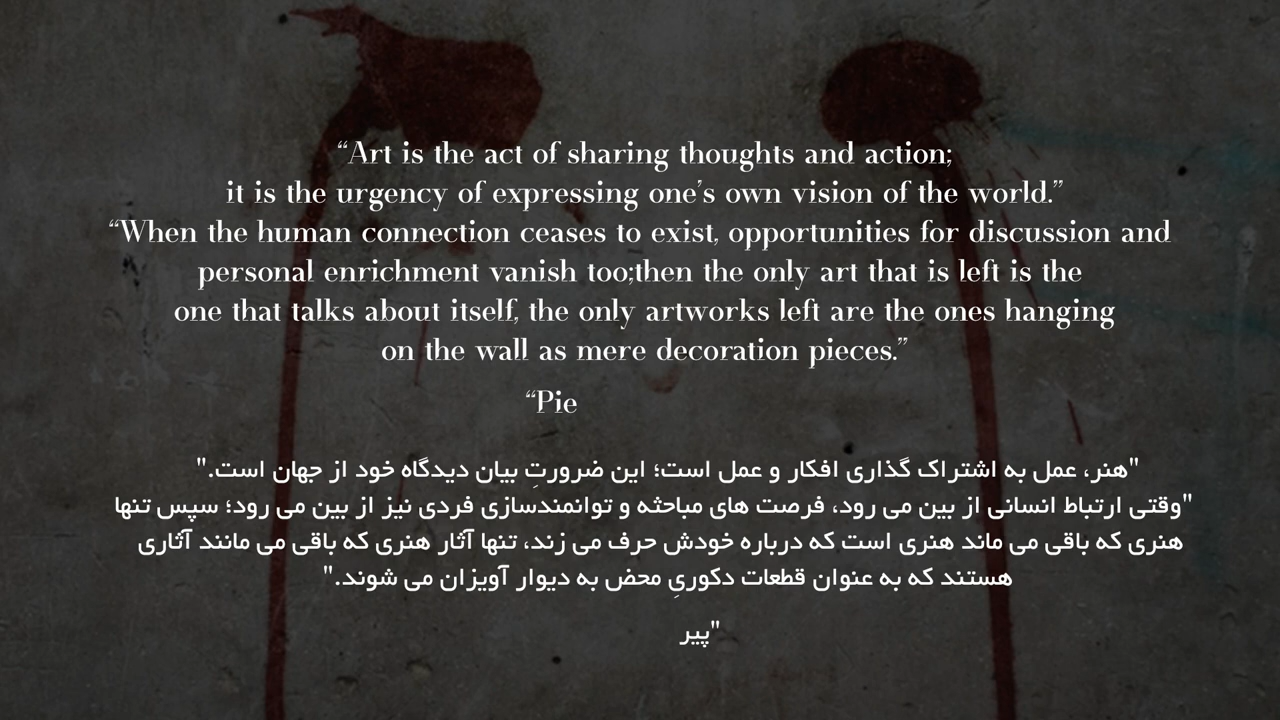 “Art is the act of sharing thoughts and action;
it is the urgency of expressing one’s own vision of the world.”
“When the human connection ceases to exist, opportunities for discussion and
personal enrichment vanish too;then the only art that is left is the
one that talks about itself, the only artworks left are the ones hanging
on the wall as mere decoration pieces.”
“Pie
"هنر، عمل به اشتراک گذاری افکار و عمل است؛ این ضرورتِ بیان دیدگاه خود از جهان است."
"وقتی ارتباط انسانی از بین می رود، فرصت های مباحثه و توانمندسازی فردی نیز از بین می رود؛ سپس تنها
هنری که باقی می ماند هنری است که درباره خودش حرف می زند، تنها آثار هنری که باقی می مانند آثاری
هستند که به عنوان قطعات دکوریِ محض به دیوار آویزان می شوند."
"پیر